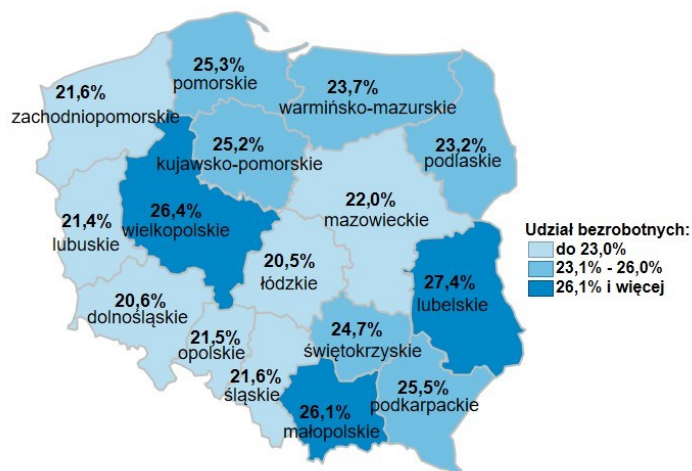 25,3%
pomorskie
23,7%
warmińsko-mazurskie
21,6%
zachodniopomorskie
25,2%
kujawsko-pomorskie
23,2%
podlaskie
26,4%
wielkopolskie
22,0%
mazowieckie
21,4%
lubuskie
20,5%
łódzkie
27,4%
lubelskie
20,6%
dolnośląskie
21,5%
opolskie
24,7%
świętokrzyskie
21,6%
śląskie
26,1%
małopolskie
25,5%
podkarpackie
Udział bezrobotnych:
do 23,0%
23,1% - 26,0%
26,1% i więcej